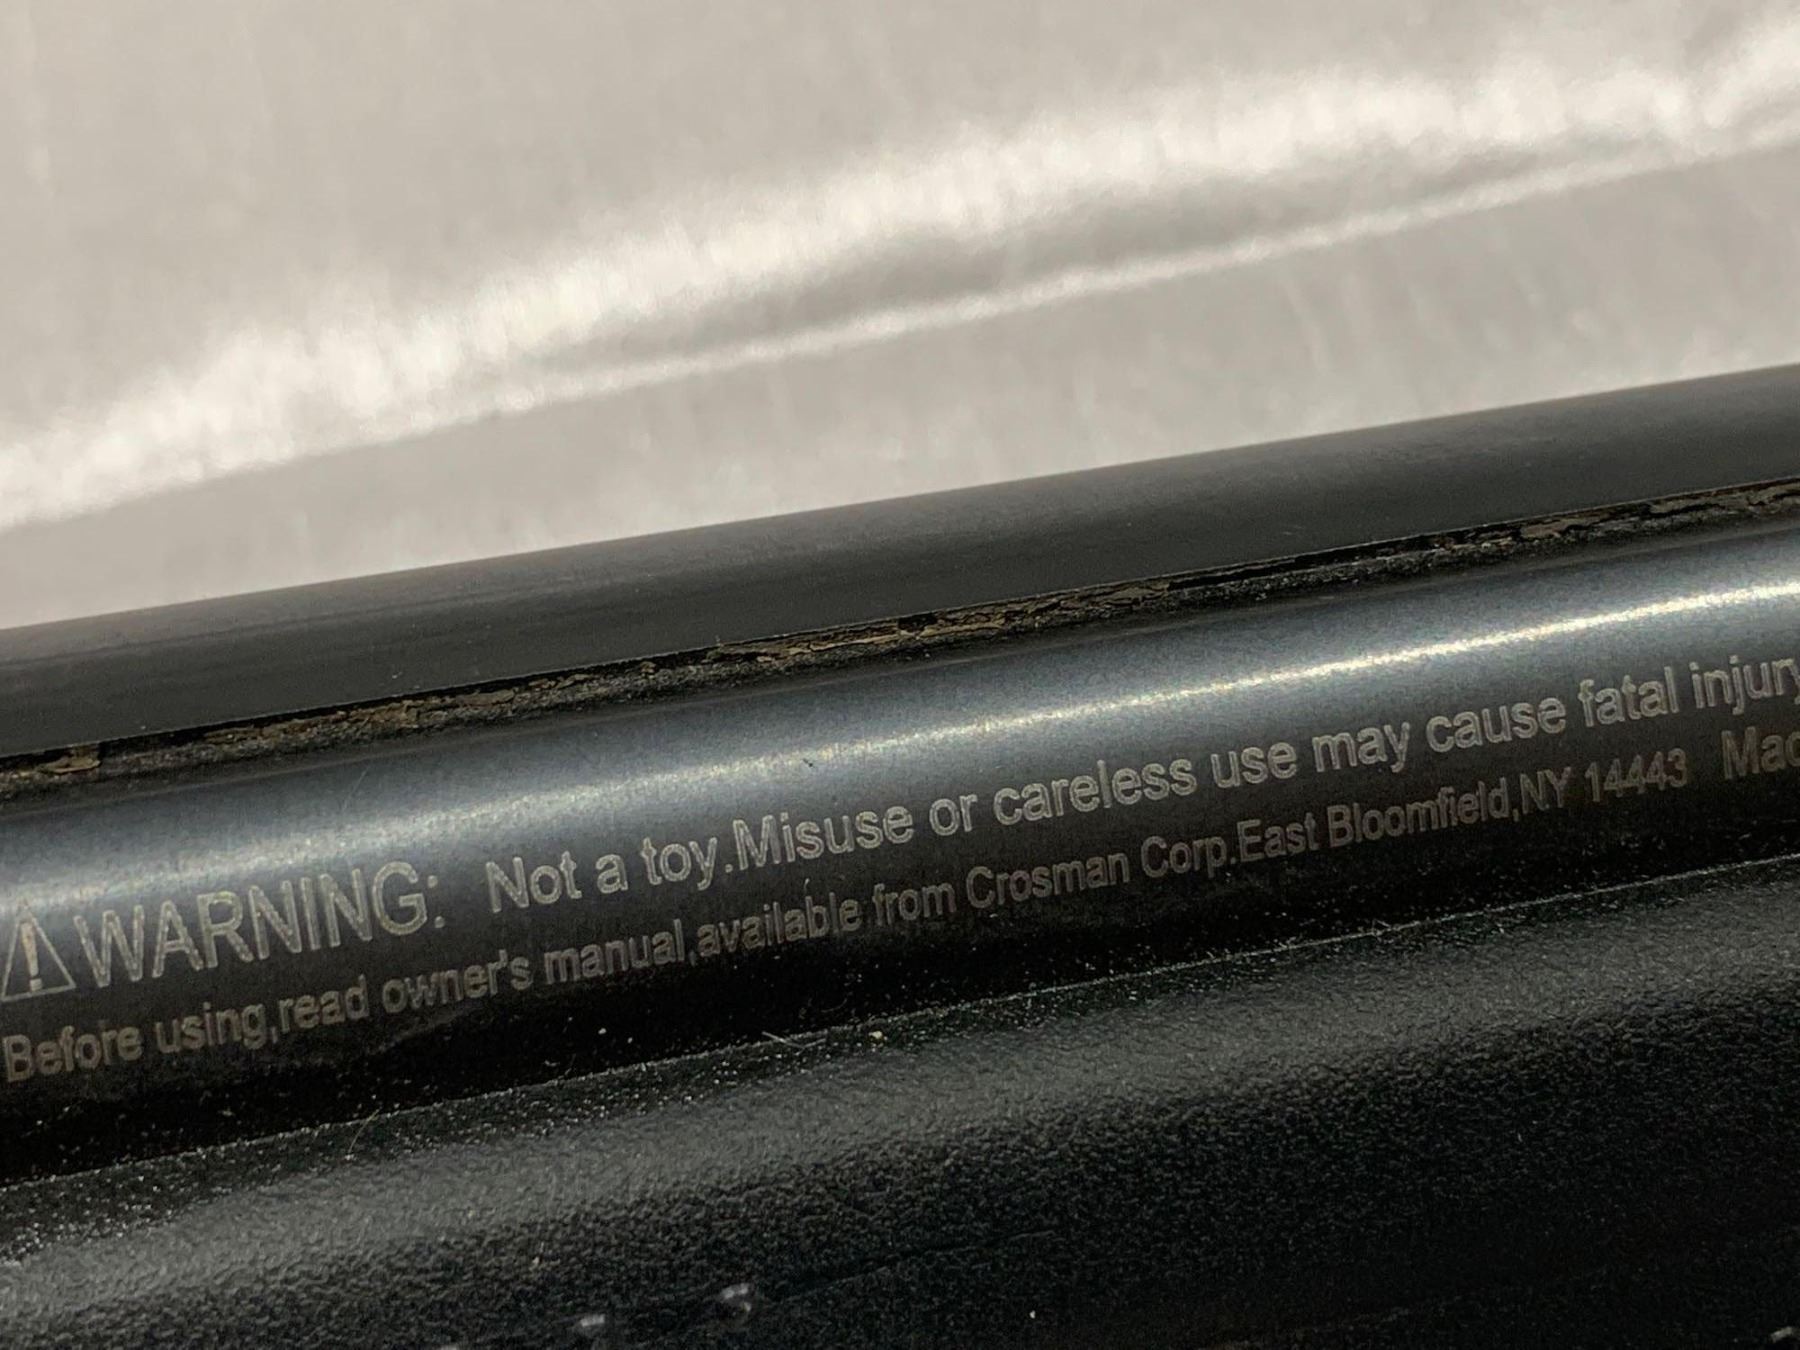 WARNING: Not a toy.Misuse or careless use may cause fatal injury
Before using,read owner's manual,available from Crosman Corp.East Bloomfield,NY 14443